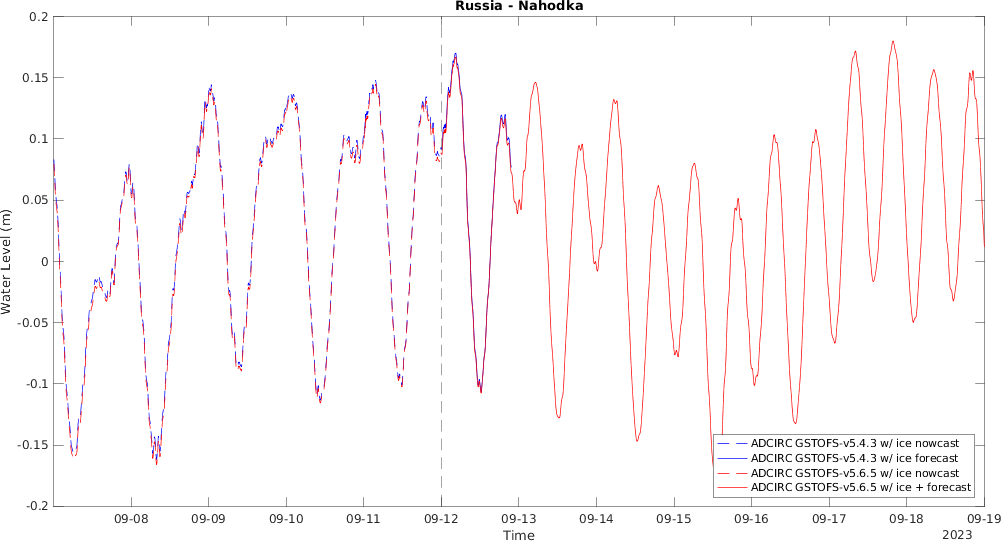 Russia - Nahodka
Water Level (m)
0.2
0.15
0.1
0.05
0
-0.05
-0.1
-0.15
-0.2
ADCIRC GSTOFS-v5.4.3 w/ ice nowcast
ADCIRC GSTOFS-v5.4.3 w/ ice forecast
ADCIRC GSTOFS-v5.6.5 w/ ice nowcast
ADCIRC GSTOFS-v5.6.5 w/ ice + forecast
09-08 09-09 09-10 09-11 09-12 09-13 09-14 09-15 09-16 09-17 09-18 09-19
Time
2023